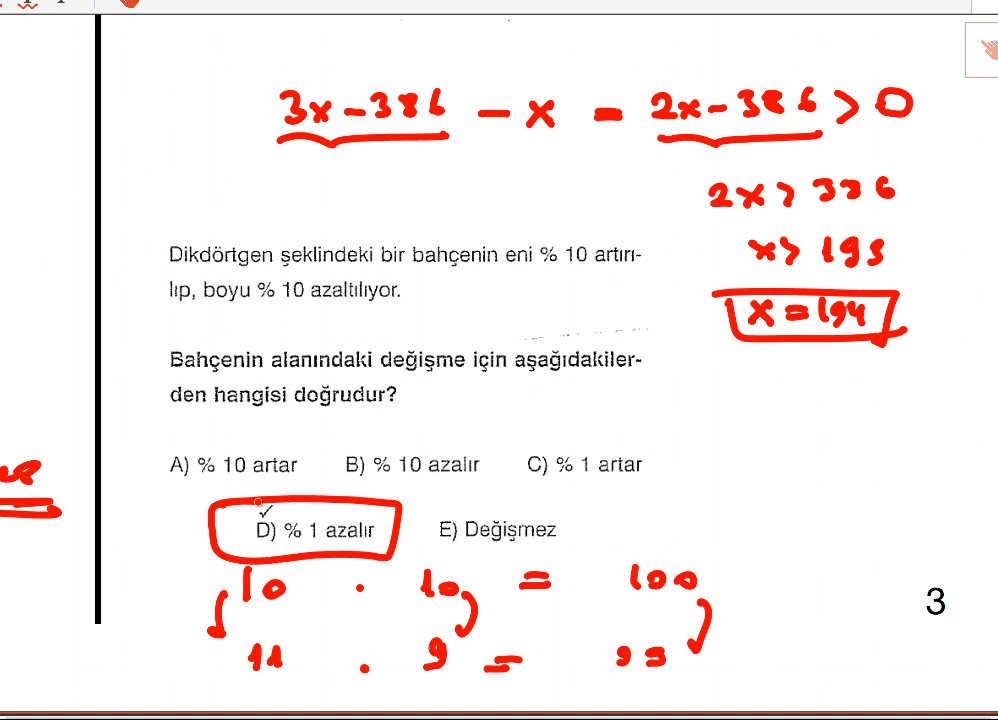 3x - 386 - x = 2x - 386 > 0
2x > 386
x > 193
x = 194
Dikdörtgen şeklindeki bir bahçenin eni % 10 artırı-
lıp, boyu % 10 azaltılıyor.
Bahçenin alanındaki değişme için aşağıdakiler-
den hangisi doğrudur?
A) % 10 artar B) % 10 azalır C) % 1 artar
D) % 1 azalır E) Değişmez
10 . 10 = 100
11 . 9 = 99
3